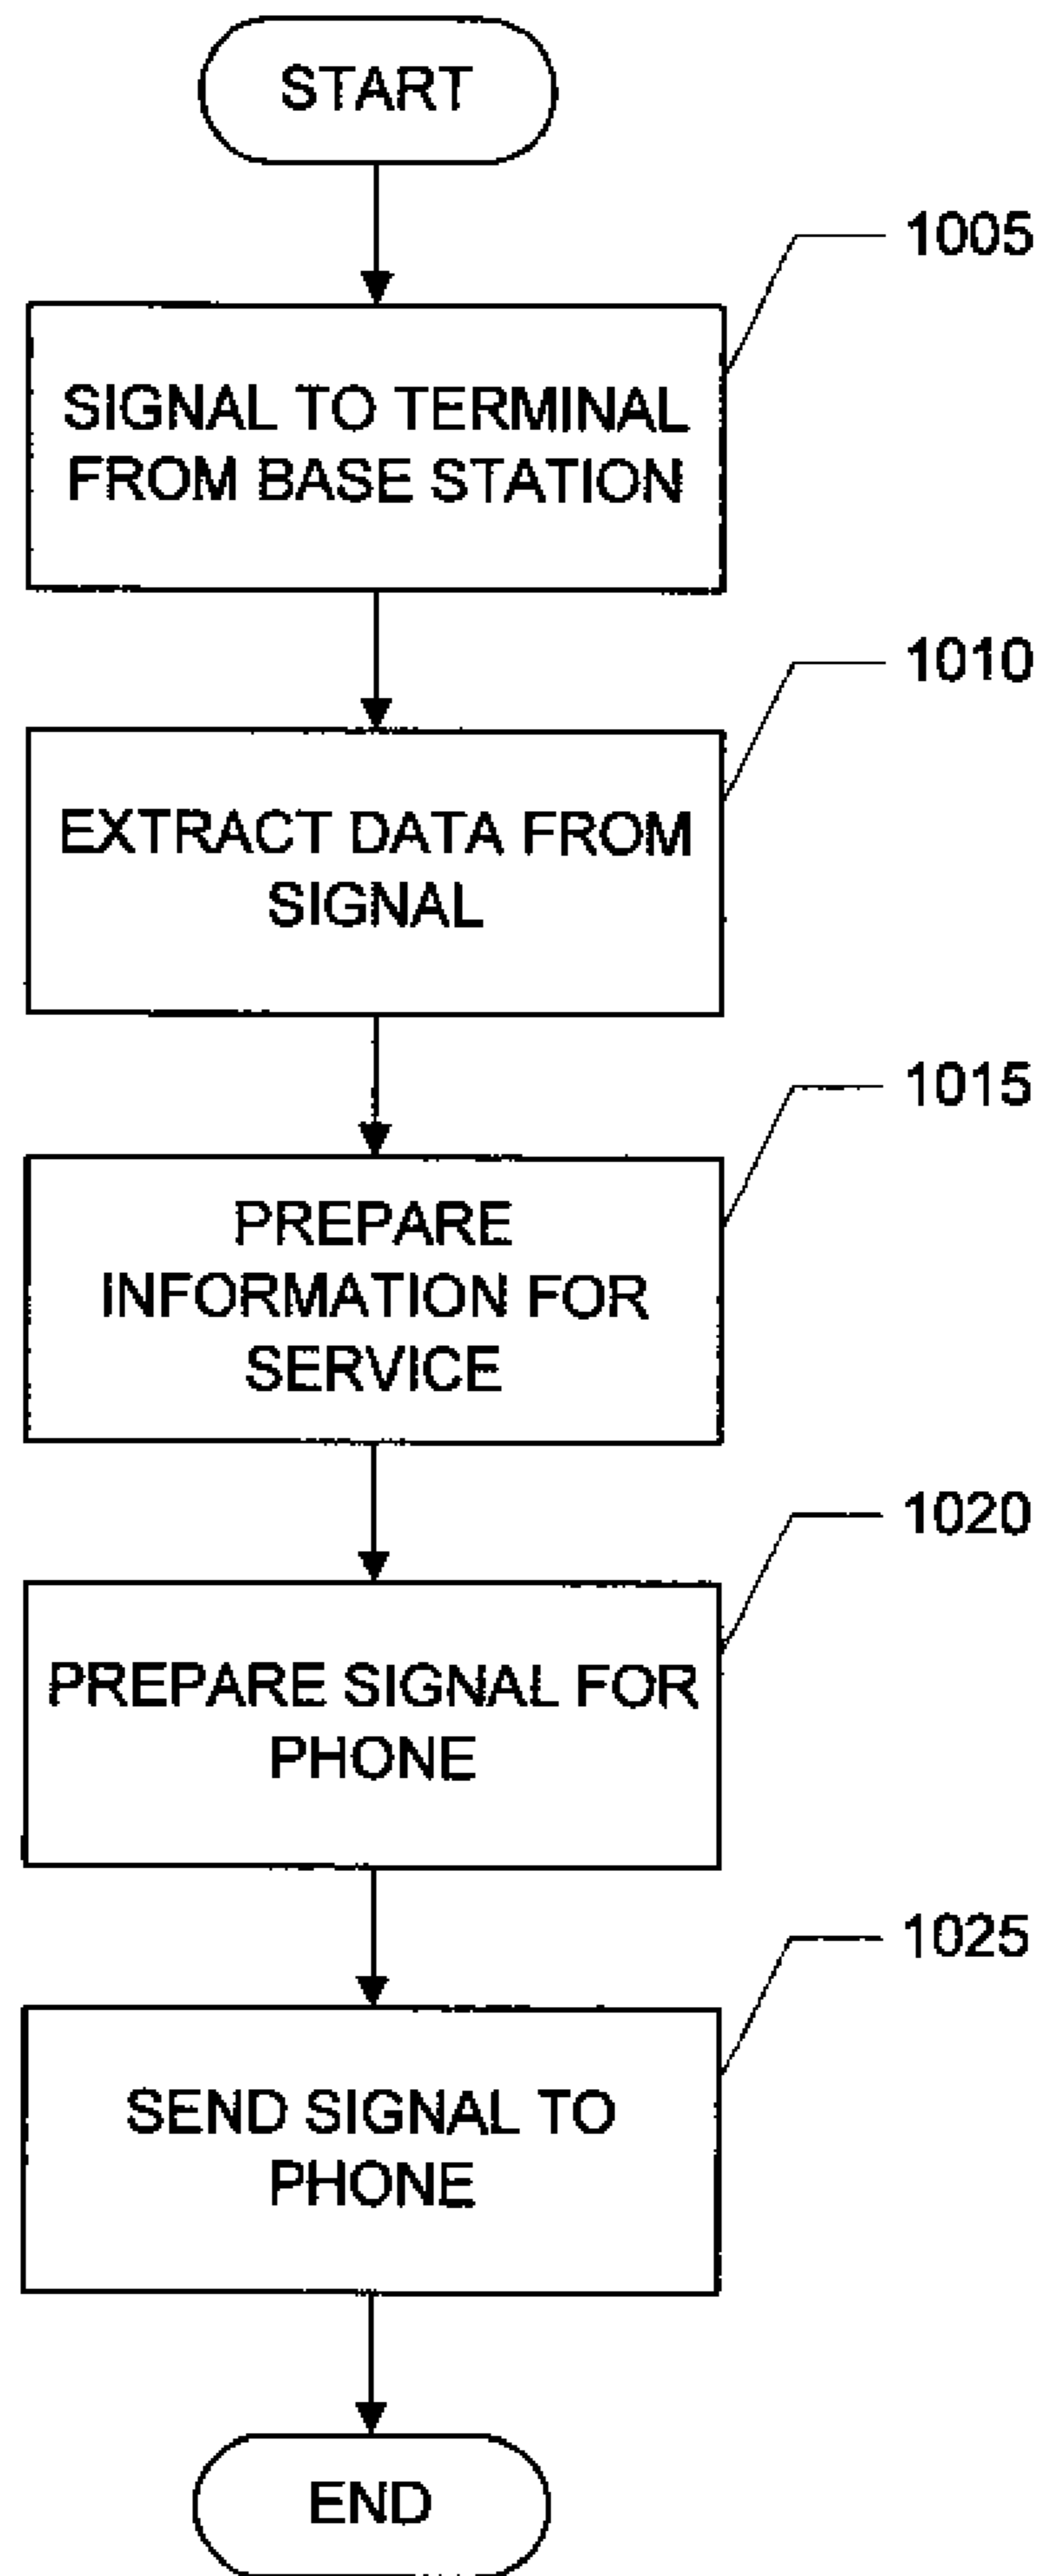 START
1005
SIGNAL TO TERMINAL
FROM BASE STATION
1010
EXTRACT DATA FROM
SIGNAL
1015
PREPARE
INFORMATION FOR
SERVICE
1020
PREPARE SIGNAL FOR
PHONE
1025
SEND SIGNAL TO
PHONE
END